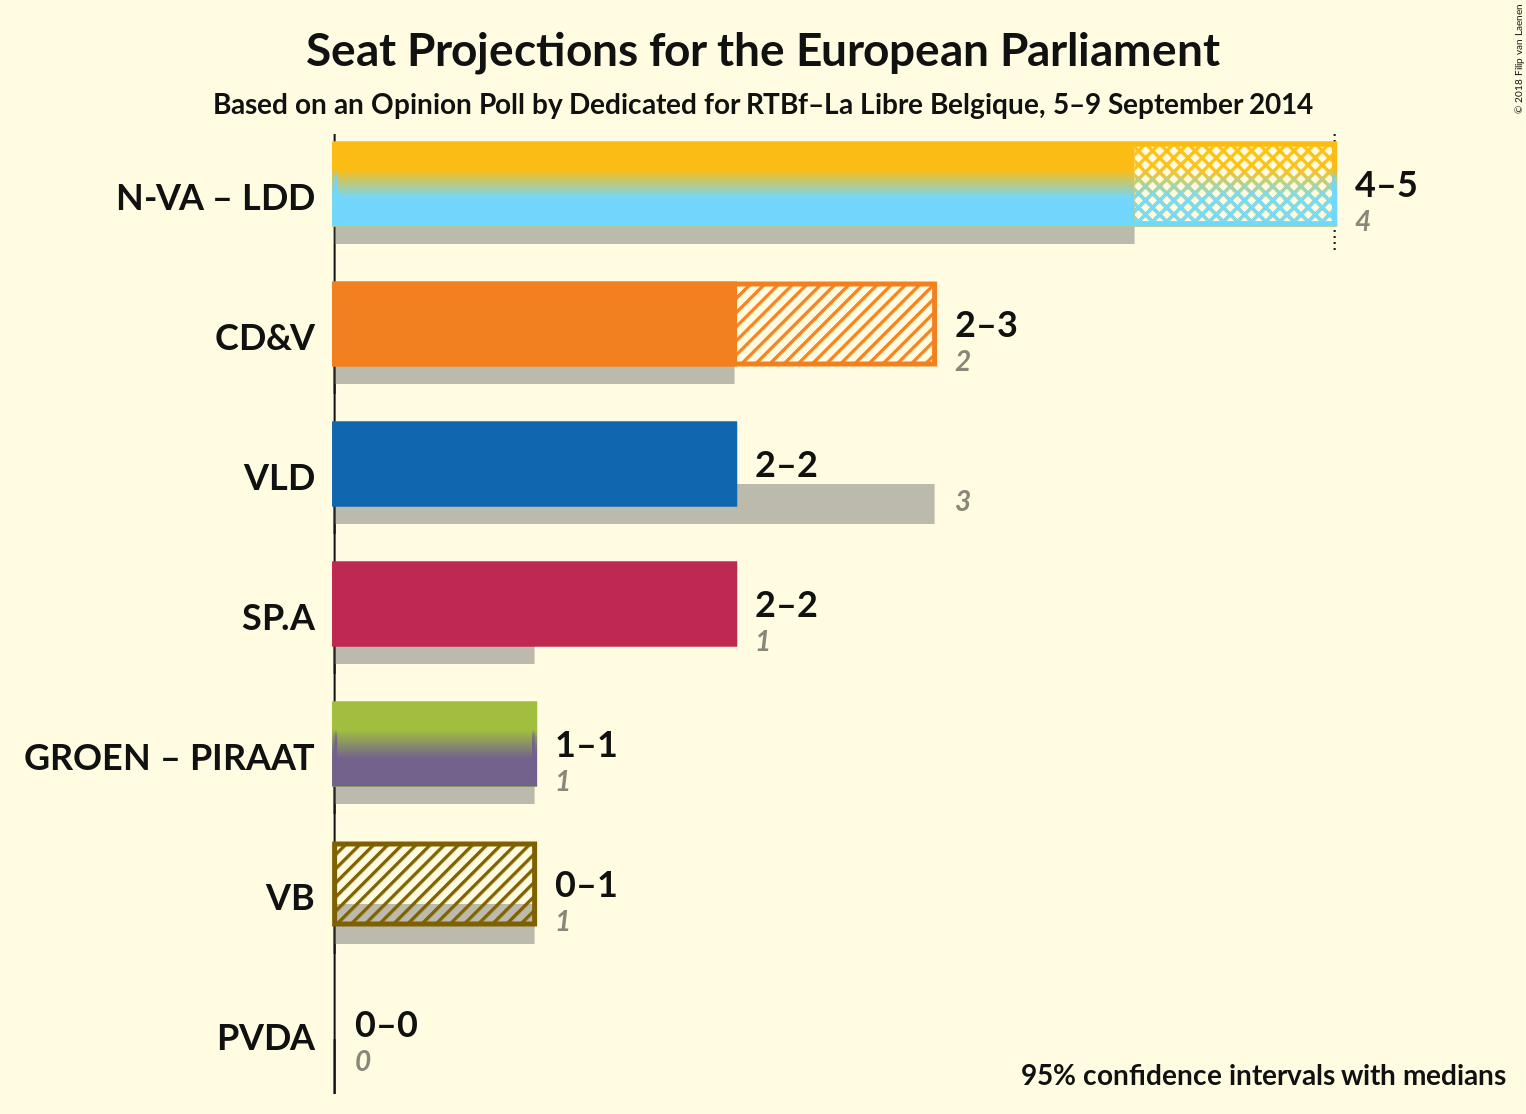 Seat Projections for the European Parliament
Based on an Opinion Poll by Dedicated for RTBf–La Libre Belgique, 5–9 September 2014
© 2018 Filip van Laenen
N-VA – LDD
4–5
4
CD&V
2–3
2
VLD
2–2
3
SP.A
2–2
1
GROEN – PIRAAT
1–1
1
VB
0–1
1
PVDA
0–0
0
95% confidence intervals with medians